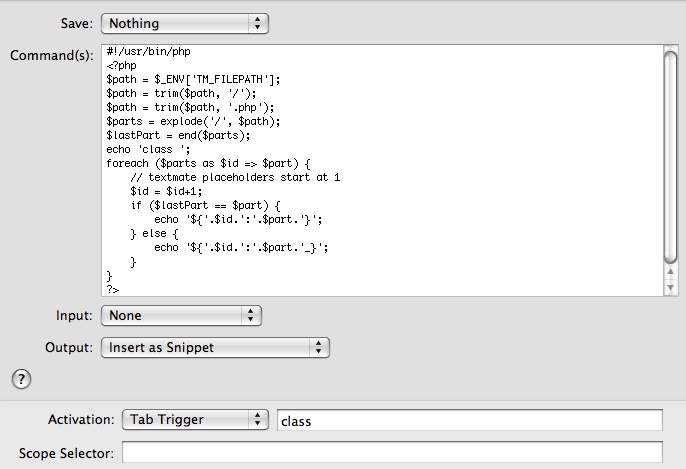 Save: Nothing
Command(s):
#!/usr/bin/php
<?php
$path = $_ENV['TM_FILEPATH'];
$path = trim($path, '/');
$path = trim($path, '.php');
$parts = explode('/', $path);
$lastPart = end($parts);
echo 'class ';
foreach ($parts as $id => $part) {
    // textmate placeholders start at 1
    $id = $id+1;
    if ($lastPart == $part) {
        echo '${'.$id.':'.$part.'}';
    } else {
        echo '${'.$id.':'.$part.'_}';
    }
}
?>
Input: None
Output: Insert as Snippet
?
Activation: Tab Trigger class
Scope Selector: